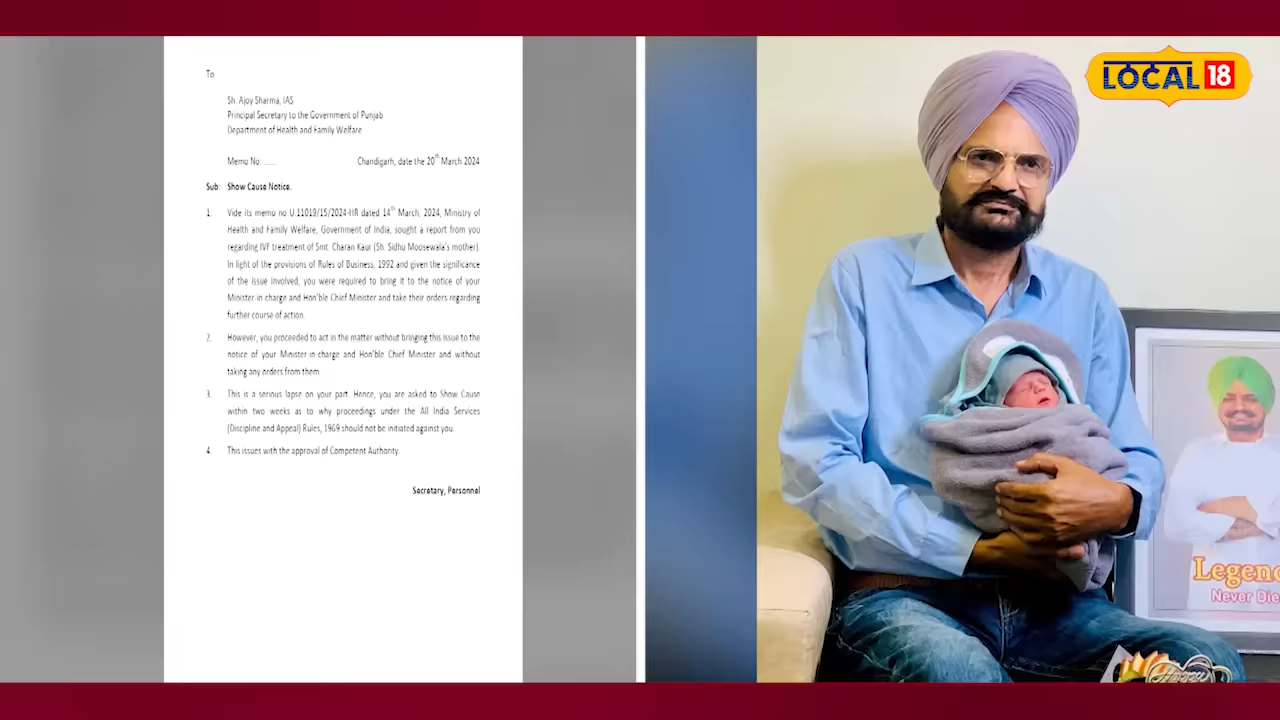 To
Sh. Ajoy Sharma, IAS
Principal Secretary to the Government of Punjab
Department of Health and Family Welfare
Memo No. ...... Chandigarh, date the 20th March 2024
Sub: Show Cause Notice.
1. Vide its memo no U.11019/15/2024-HR dated 14th March, 2024, Ministry of
Health and Family Welfare, Government of India, sought a report from you
regarding IVF treatment of Smt. Charan Kaur (Sh. Sidhu Moosewala's mother).
In light of the provisions of Rules of Business, 1992 and given the significance
of the issue involved, you were required to bring it to the notice of your
Minister-in charge and Hon'ble Chief Minister and take their orders regarding
further course of action.
2. However, you proceeded to act in the matter without bringing this issue to the
notice of your Minister-in-charge and Hon'ble Chief Minister and without
taking any orders from them.
3. This is a serious lapse on your part. Hence, you are asked to Show Cause
within two weeks as to why proceedings under the All India Services
(Discipline and Appeal) Rules, 1969 should not be initiated against you.
4. This issues with the approval of Competent Authority.
Secretary, Personnel
LOCAL 18
Legend
Never Die